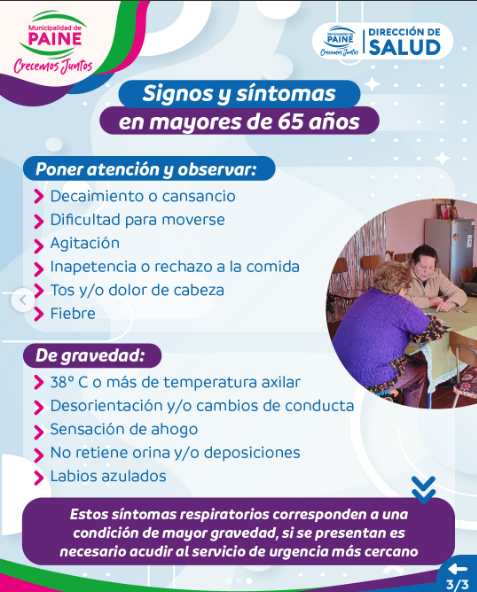 Municipalidad de
PAINE
Crecemos Juntos
Municipalidad de
PAINE
Crecemos Juntos
DIRECCIÓN DE
SALUD
Signos y síntomas
en mayores de 65 años
Poner atención y observar:
Decaimiento o cansancio
Dificultad para moverse
Agitación
Inapetencia o rechazo a la comida
Tos y/o dolor de cabeza
Fiebre
De gravedad:
38° C o más de temperatura axilar
Desorientación y/o cambios de conducta
Sensación de ahogo
No retiene orina y/o deposiciones
Labios azulados
Estos síntomas respiratorios corresponden a una
condición de mayor gravedad, si se presentan es
necesario acudir al servicio de urgencia más cercano
3/3